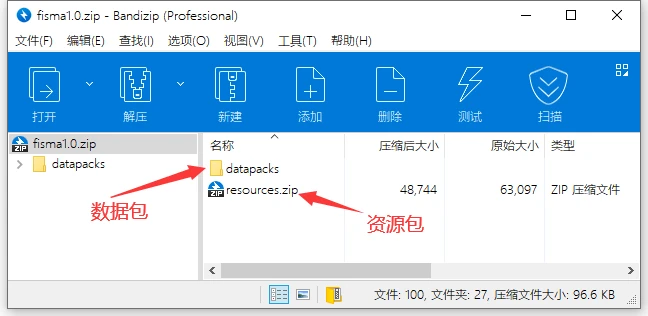 fisma1.0.zip - Bandizip (Professional)
文件(F) 编辑(E) 查找(I) 选项(O) 视图(V) 工具(T) 帮助(H)
打开 解压 新建 添加 删除 测试 扫描
fisma1.0.zip
datapacks
名称 压缩后大小 原始大小 类型
datapacks
resources.zip 48,744 63,097 ZIP 压缩文件
数据包
资源包
文件: 100, 文件夹: 27, 压缩文件大小: 96.6 KB